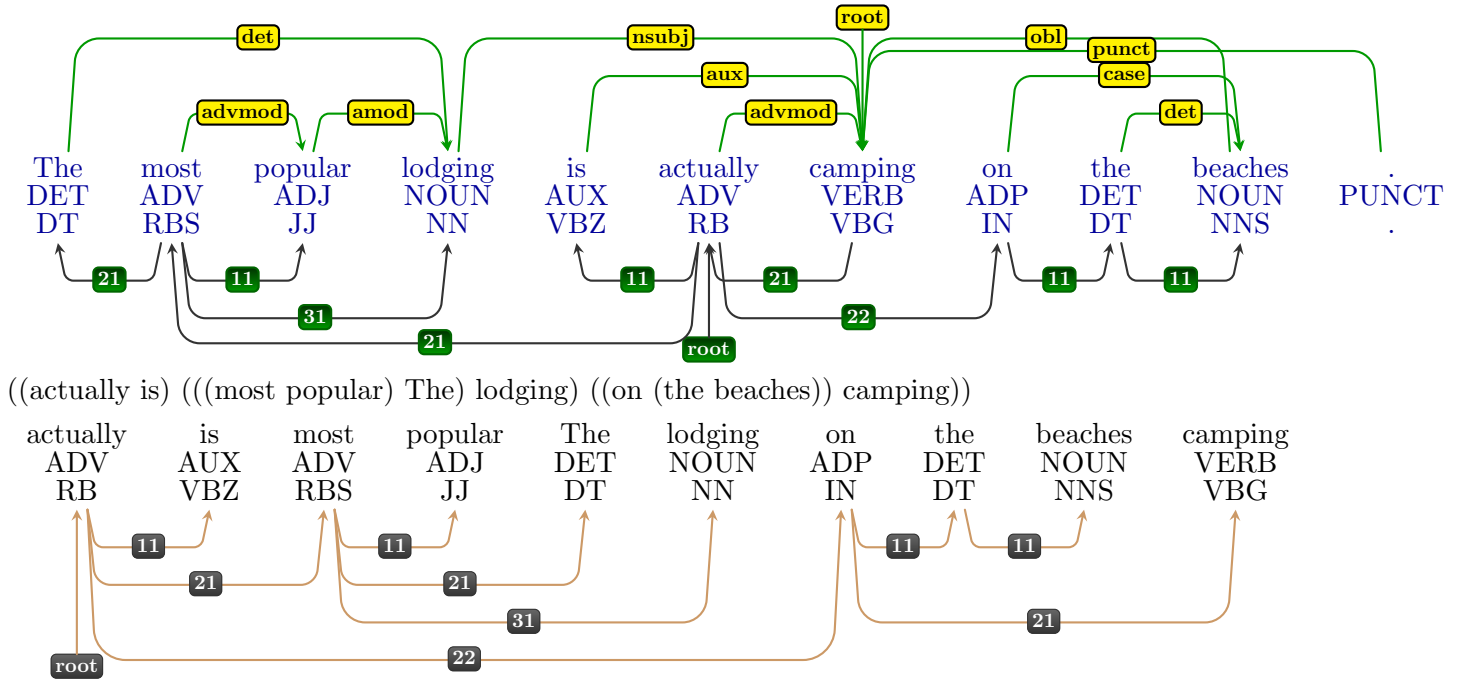 root
det nsubj obl
punct
aux case
advmod amod advmod det
The most popular lodging is actually camping on the beaches .
DET ADV ADJ NOUN AUX ADV VERB ADP DET NOUN PUNCT
DT RBS JJ NN VBZ RB VBG IN DT NNS .
21 11 11 21 11 11
31 22
21 root
((actually is) (((most popular) The) lodging) ((on (the beaches)) camping))
actually is most popular The lodging on the beaches camping
ADV AUX ADV ADJ DET NOUN ADP DET NOUN VERB
RB VBZ RBS JJ DT NN IN DT NNS VBG
11 11 11 11
21 21
31 21
root 22